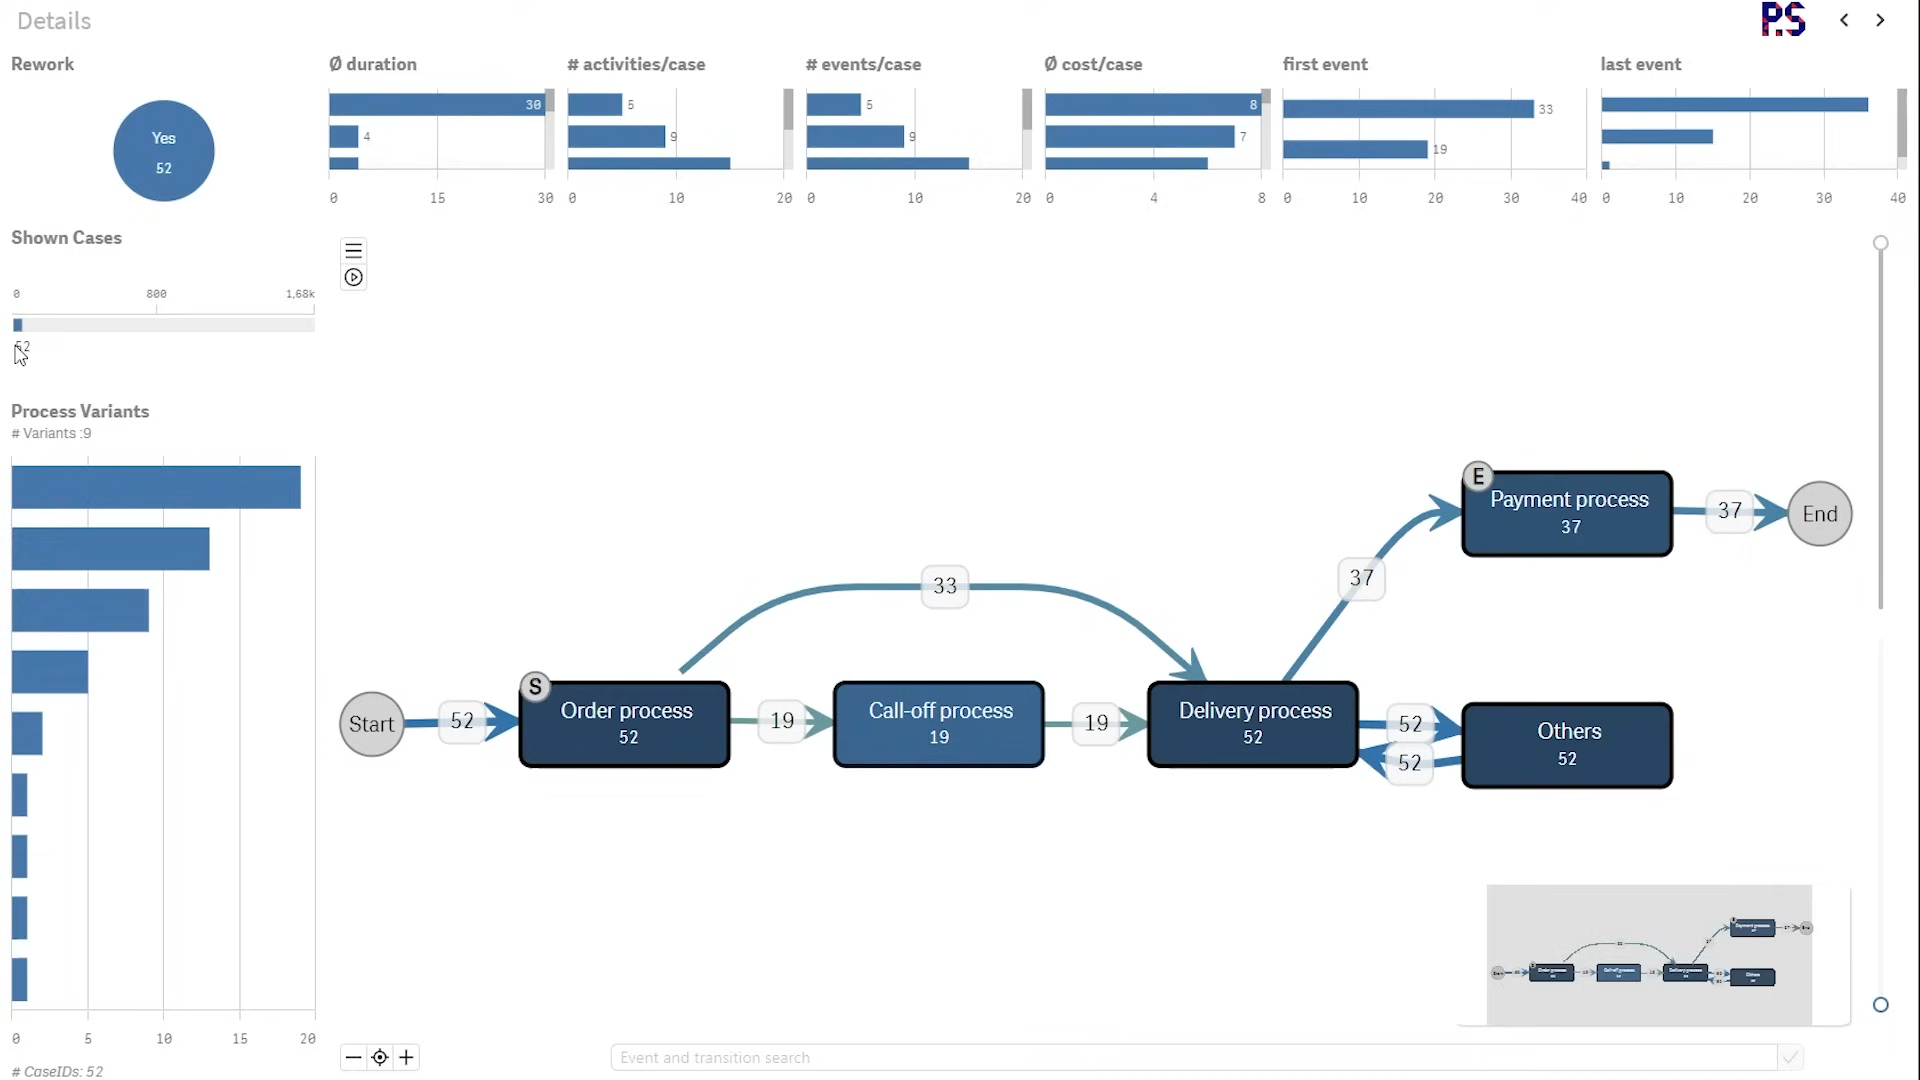 Details
P.S
Rework
Yes
52
Ø duration
30
4
0 15 30
# activities/case
5
9
0 10 20
# events/case
5
9
0 10 20
Ø cost/case
8
7
0 4 8
first event
33
19
0 10 20 30 40
last event
0 10 20 30 40
Shown Cases
0 800 1,68k
52
Process Variants
# Variants :9
0 5 10 15 20
# CaseIDs: 52
E
Payment process
37
37
End
37
33
Start
52
S
Order process
52
19
Call-off process
19
19
Delivery process
52
52
52
Others
52
Event and transition search